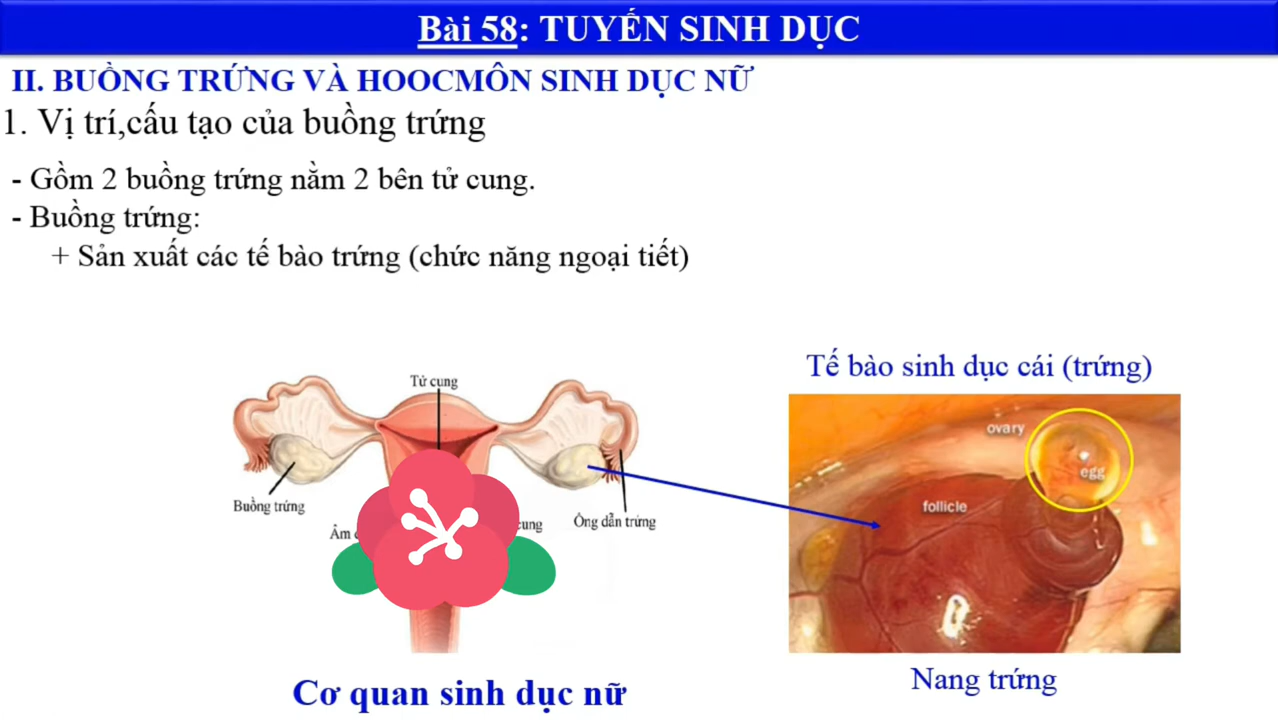 Bài 58: TUYẾN SINH DỤC
II. BUỒNG TRỨNG VÀ HOOCMÔN SINH DỤC NỮ
1. Vị trí,cấu tạo của buồng trứng
- Gồm 2 buồng trứng nằm 2 bên tử cung.
- Buồng trứng:
+ Sản xuất các tế bào trứng (chức năng ngoại tiết)
Tử cung
Buồng trứng
Âm
cung
Ống dẫn trứng
Cơ quan sinh dục nữ
Tế bào sinh dục cái (trứng)
ovary
egg
follicle
Nang trứng